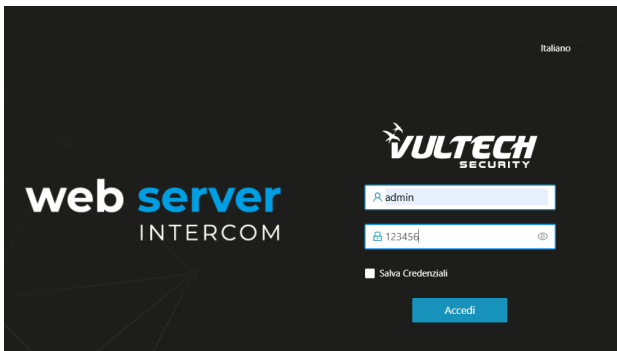 Italiano
VULTECH
SECURITY
web server
INTERCOM
admin
123456
Salva Credenziali
Accedi